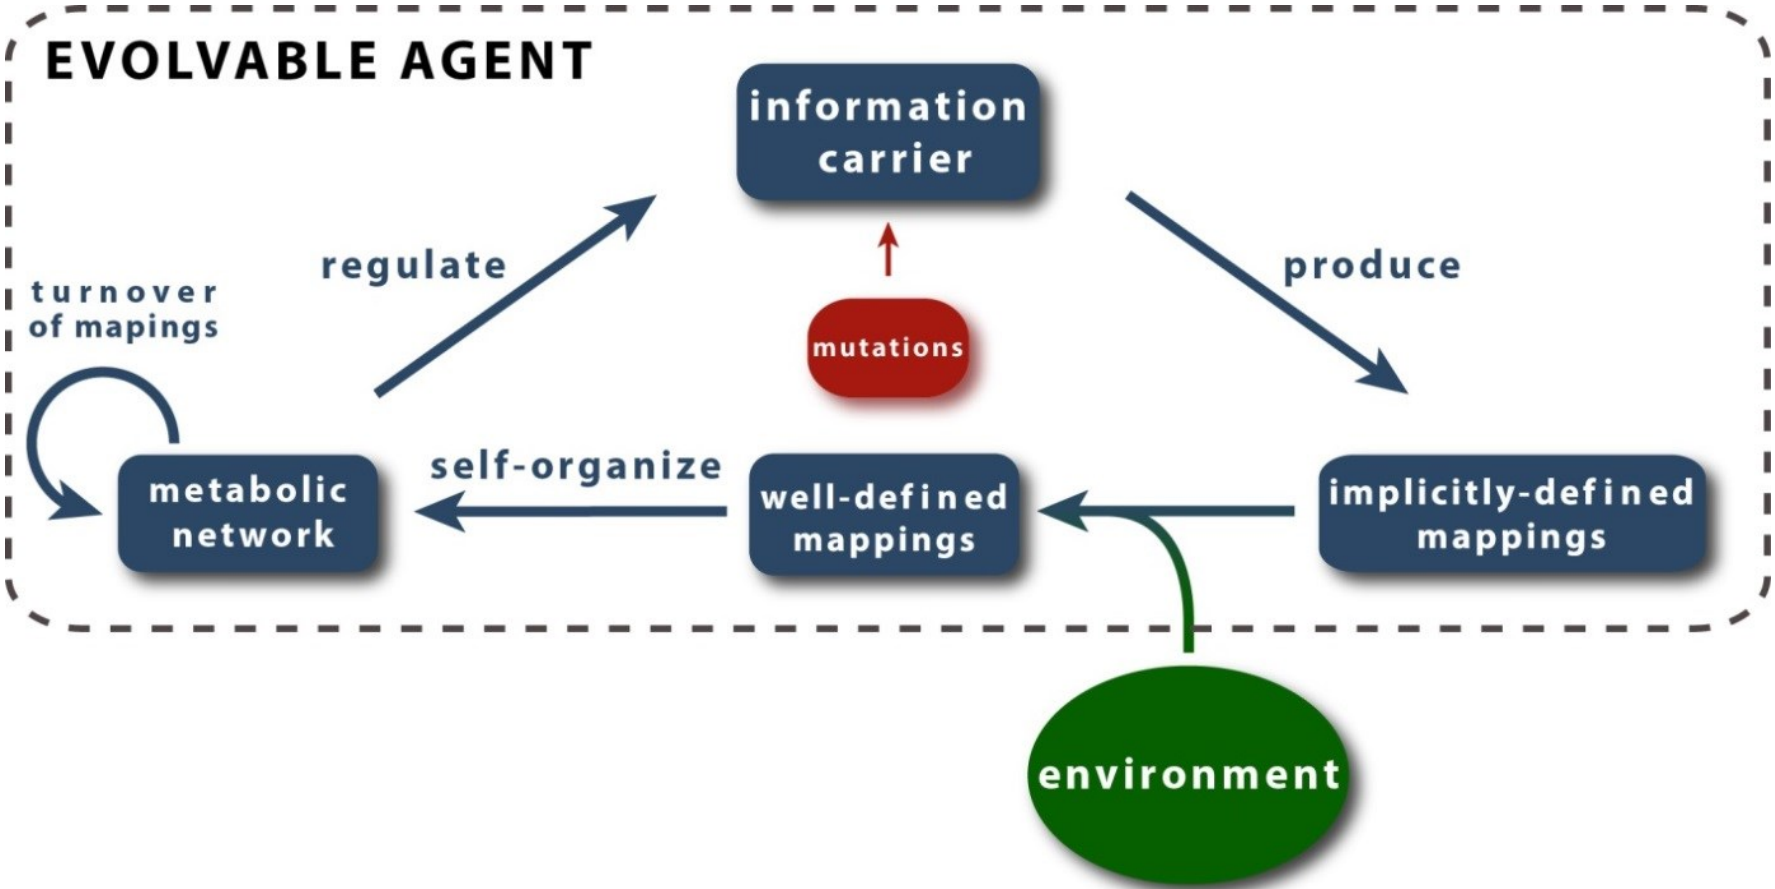 EVOLVABLE AGENT
information
carrier
regulate
produce
turnover
of mapings
mutations
self-organize
metabolic
network
well-defined
mappings
implicitly-defined
mappings
environment